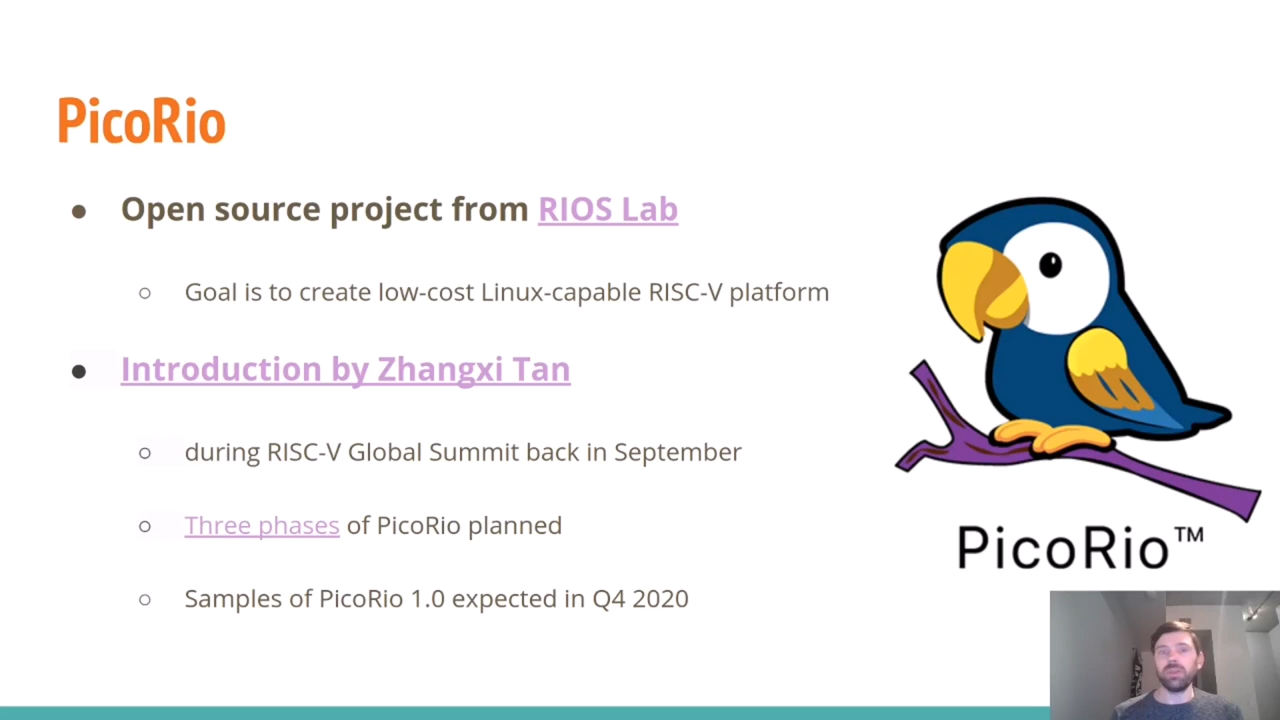 PicoRio
● Open source project from RIOS Lab
○ Goal is to create low-cost Linux-capable RISC-V platform
● Introduction by Zhangxi Tan
○ during RISC-V Global Summit back in September
○ Three phases of PicoRio planned
○ Samples of PicoRio 1.0 expected in Q4 2020
PicoRio™